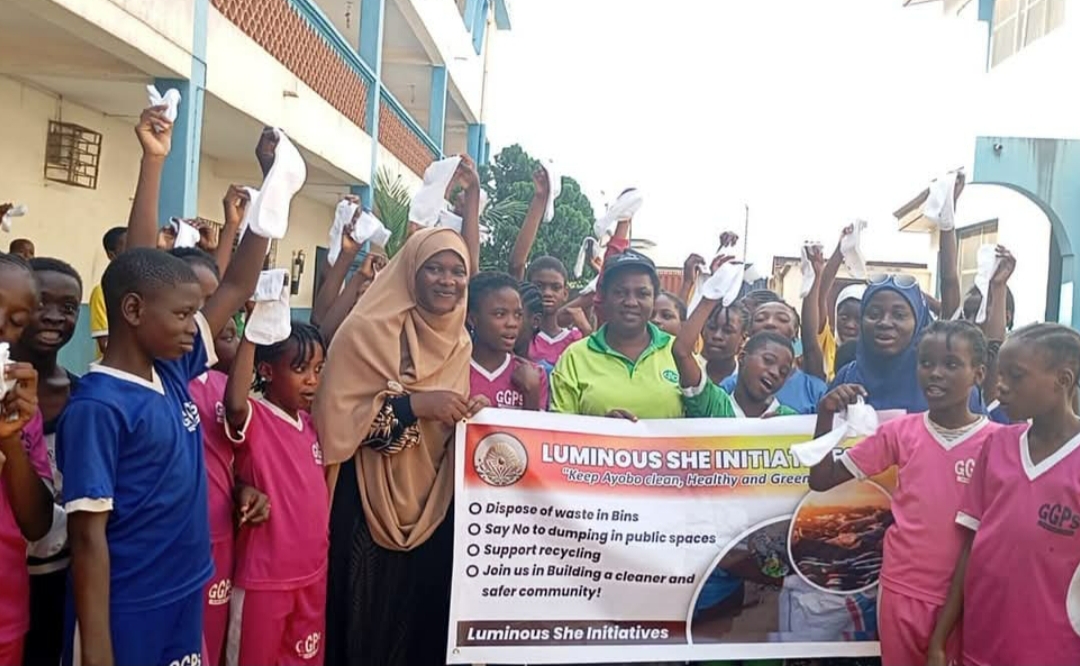 LUMINOUS SHE INITIAT
"Keep Ayobo clean, Healthy and Green
Dispose of waste in Bins
Say No to dumping in public spaces
Support recycling
Join us in Building a cleaner and
safer community!
Luminous She Initiatives
GGPs
GGPs
GGPs
GGPs
GGPs
GG
GGPs